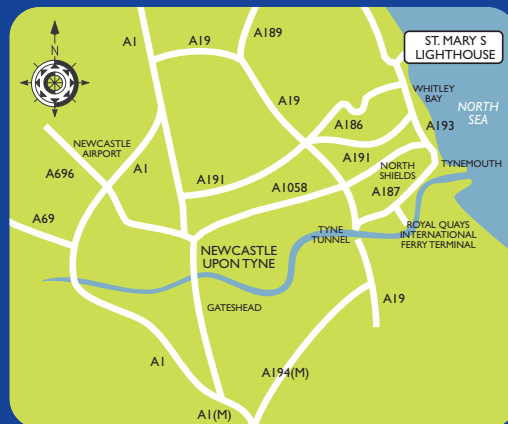 A1
A19
A189
N
ST. MARY S
LIGHTHOUSE
A19
WHITLEY
BAY
NORTH
SEA
A186
A193
NEWCASTLE
AIRPORT
A1
A191
NORTH
SHIELDS
TYNEMOUTH
A696
A191
A1058
A187
A69
TYNE
TUNNEL
ROYAL QUAYS
INTERNATIONAL
FERRY TERMINAL
NEWCASTLE
UPON TYNE
GATESHEAD
A19
A1
A194(M)
A1(M)